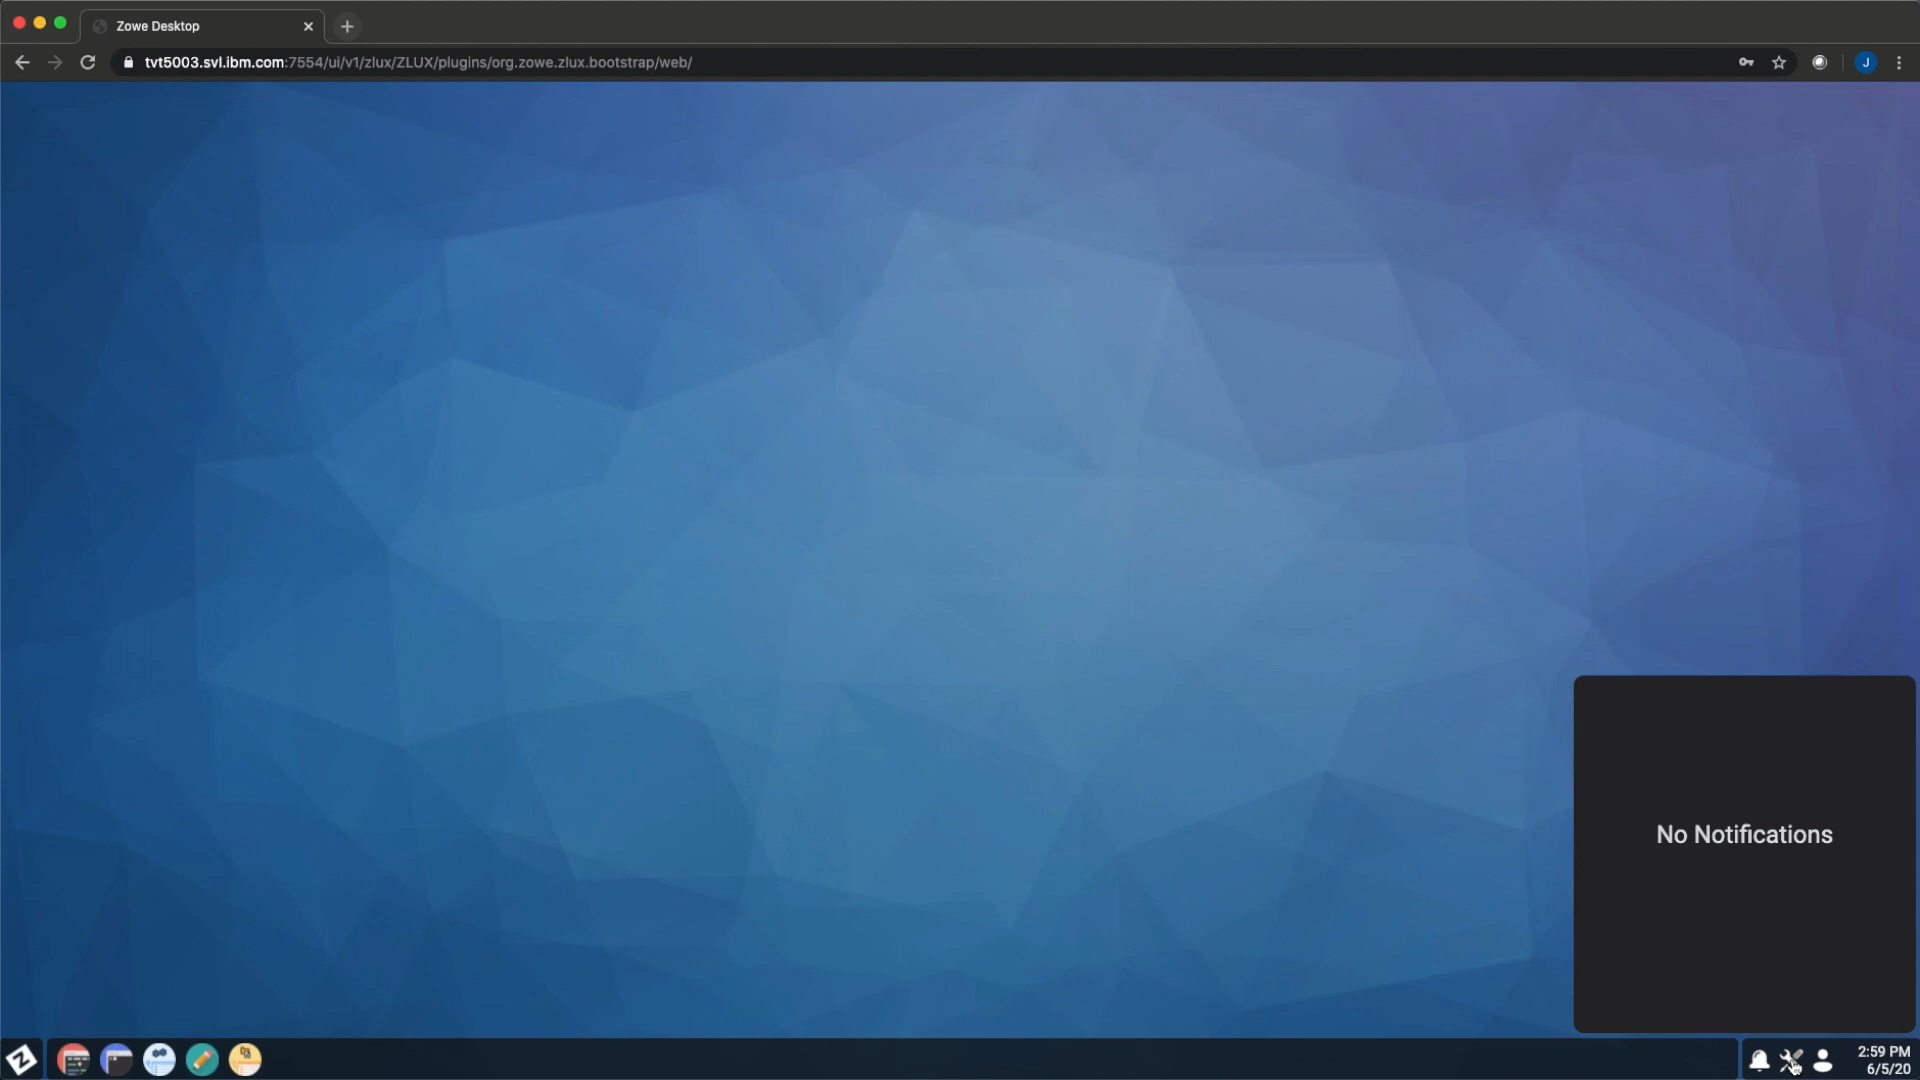 Zowe Desktop
tvt5003.svl.ibm.com:7554/ui/v1/zlux/ZLUX/plugins/org.zowe.zlux.bootstrap/web/
J
No Notifications
2:59 PM
6/5/20